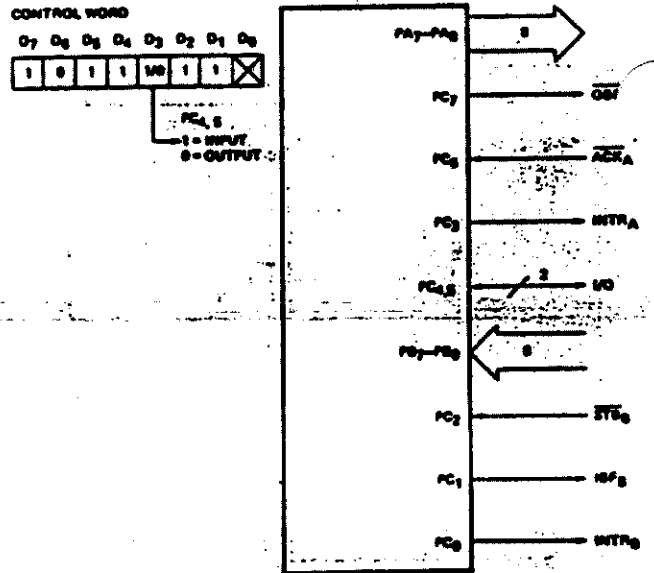 CONTROL WORD
D7 D6 D5 D4 D3 D2 D1 D0
1 0 1 1 1/0 1 1 X
PC4, 5
1 = INPUT
0 = OUTPUT
PA7–PA0 8
PC7 OBF
PC6 ACKA
PC3 INTRA
PC4,5 2 I/O
PB7–PB0 8
PC2 STBB
PC1 IBFB
PC0 INTRB